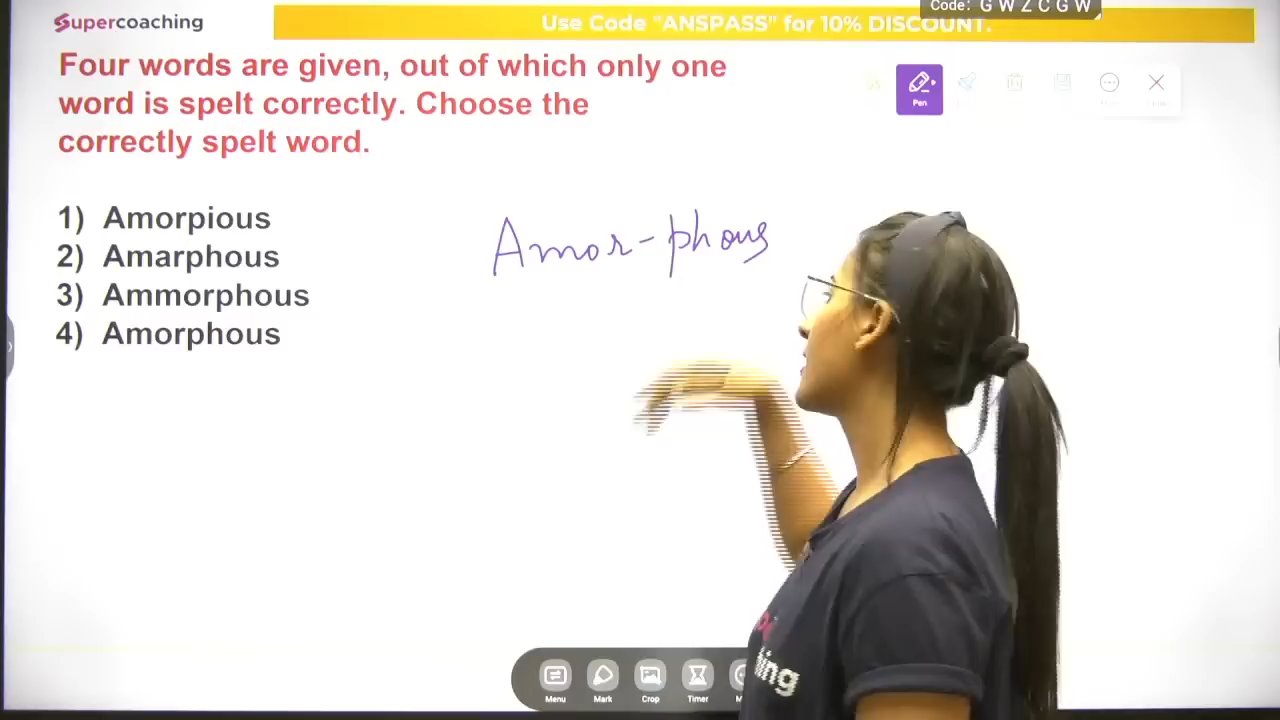 Code: G W Z C G W
Supercoaching
Use Code "ANSPASS" for 10% DISCOUNT.
Four words are given, out of which only one
word is spelt correctly. Choose the
correctly spelt word.
Pen
1) Amorpious
2) Amarphous
3) Ammorphous
4) Amorphous
Amor-phous
hing
Menu
Mark
Crop
Timer